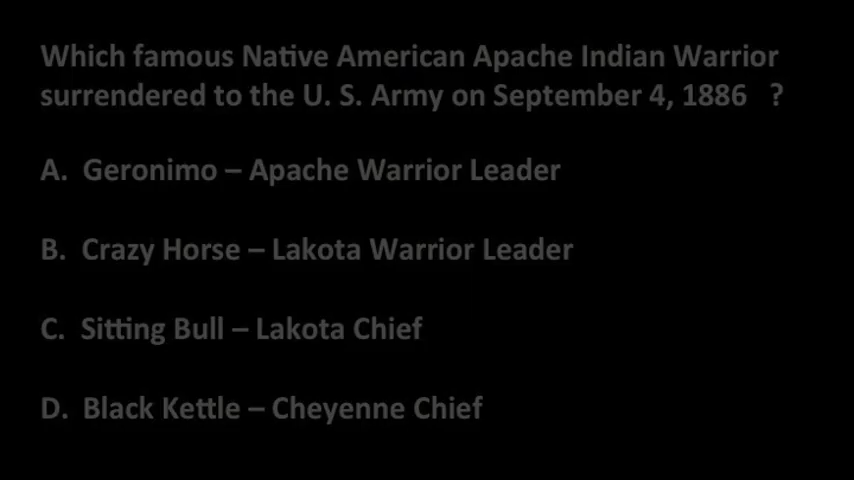 Which famous Native American Apache Indian Warrior
surrendered to the U. S. Army on September 4, 1886 ?
A. Geronimo – Apache Warrior Leader
B. Crazy Horse – Lakota Warrior Leader
C. Sitting Bull – Lakota Chief
D. Black Kettle – Cheyenne Chief